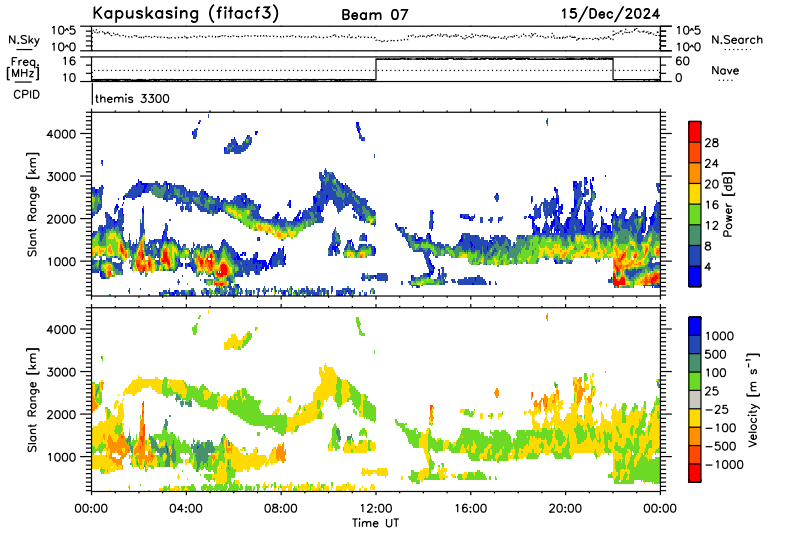 Kapuskasing (fitacf3) Beam 07 15/Dec/2024
N.Sky 10^5 10^0 10^5 10^0 N.Search
Freq. [MHz] 16 10 60 0 Nave
CPID themis 3300
Slant Range [km] 4000 3000 2000 1000
Power [dB] 28 24 20 16 12 8 4
Slant Range [km] 4000 3000 2000 1000
Velocity [m s⁻¹] 1000 500 100 25 −25 −100 −500 −1000
00:00 04:00 08:00 12:00 16:00 20:00 00:00
Time UT